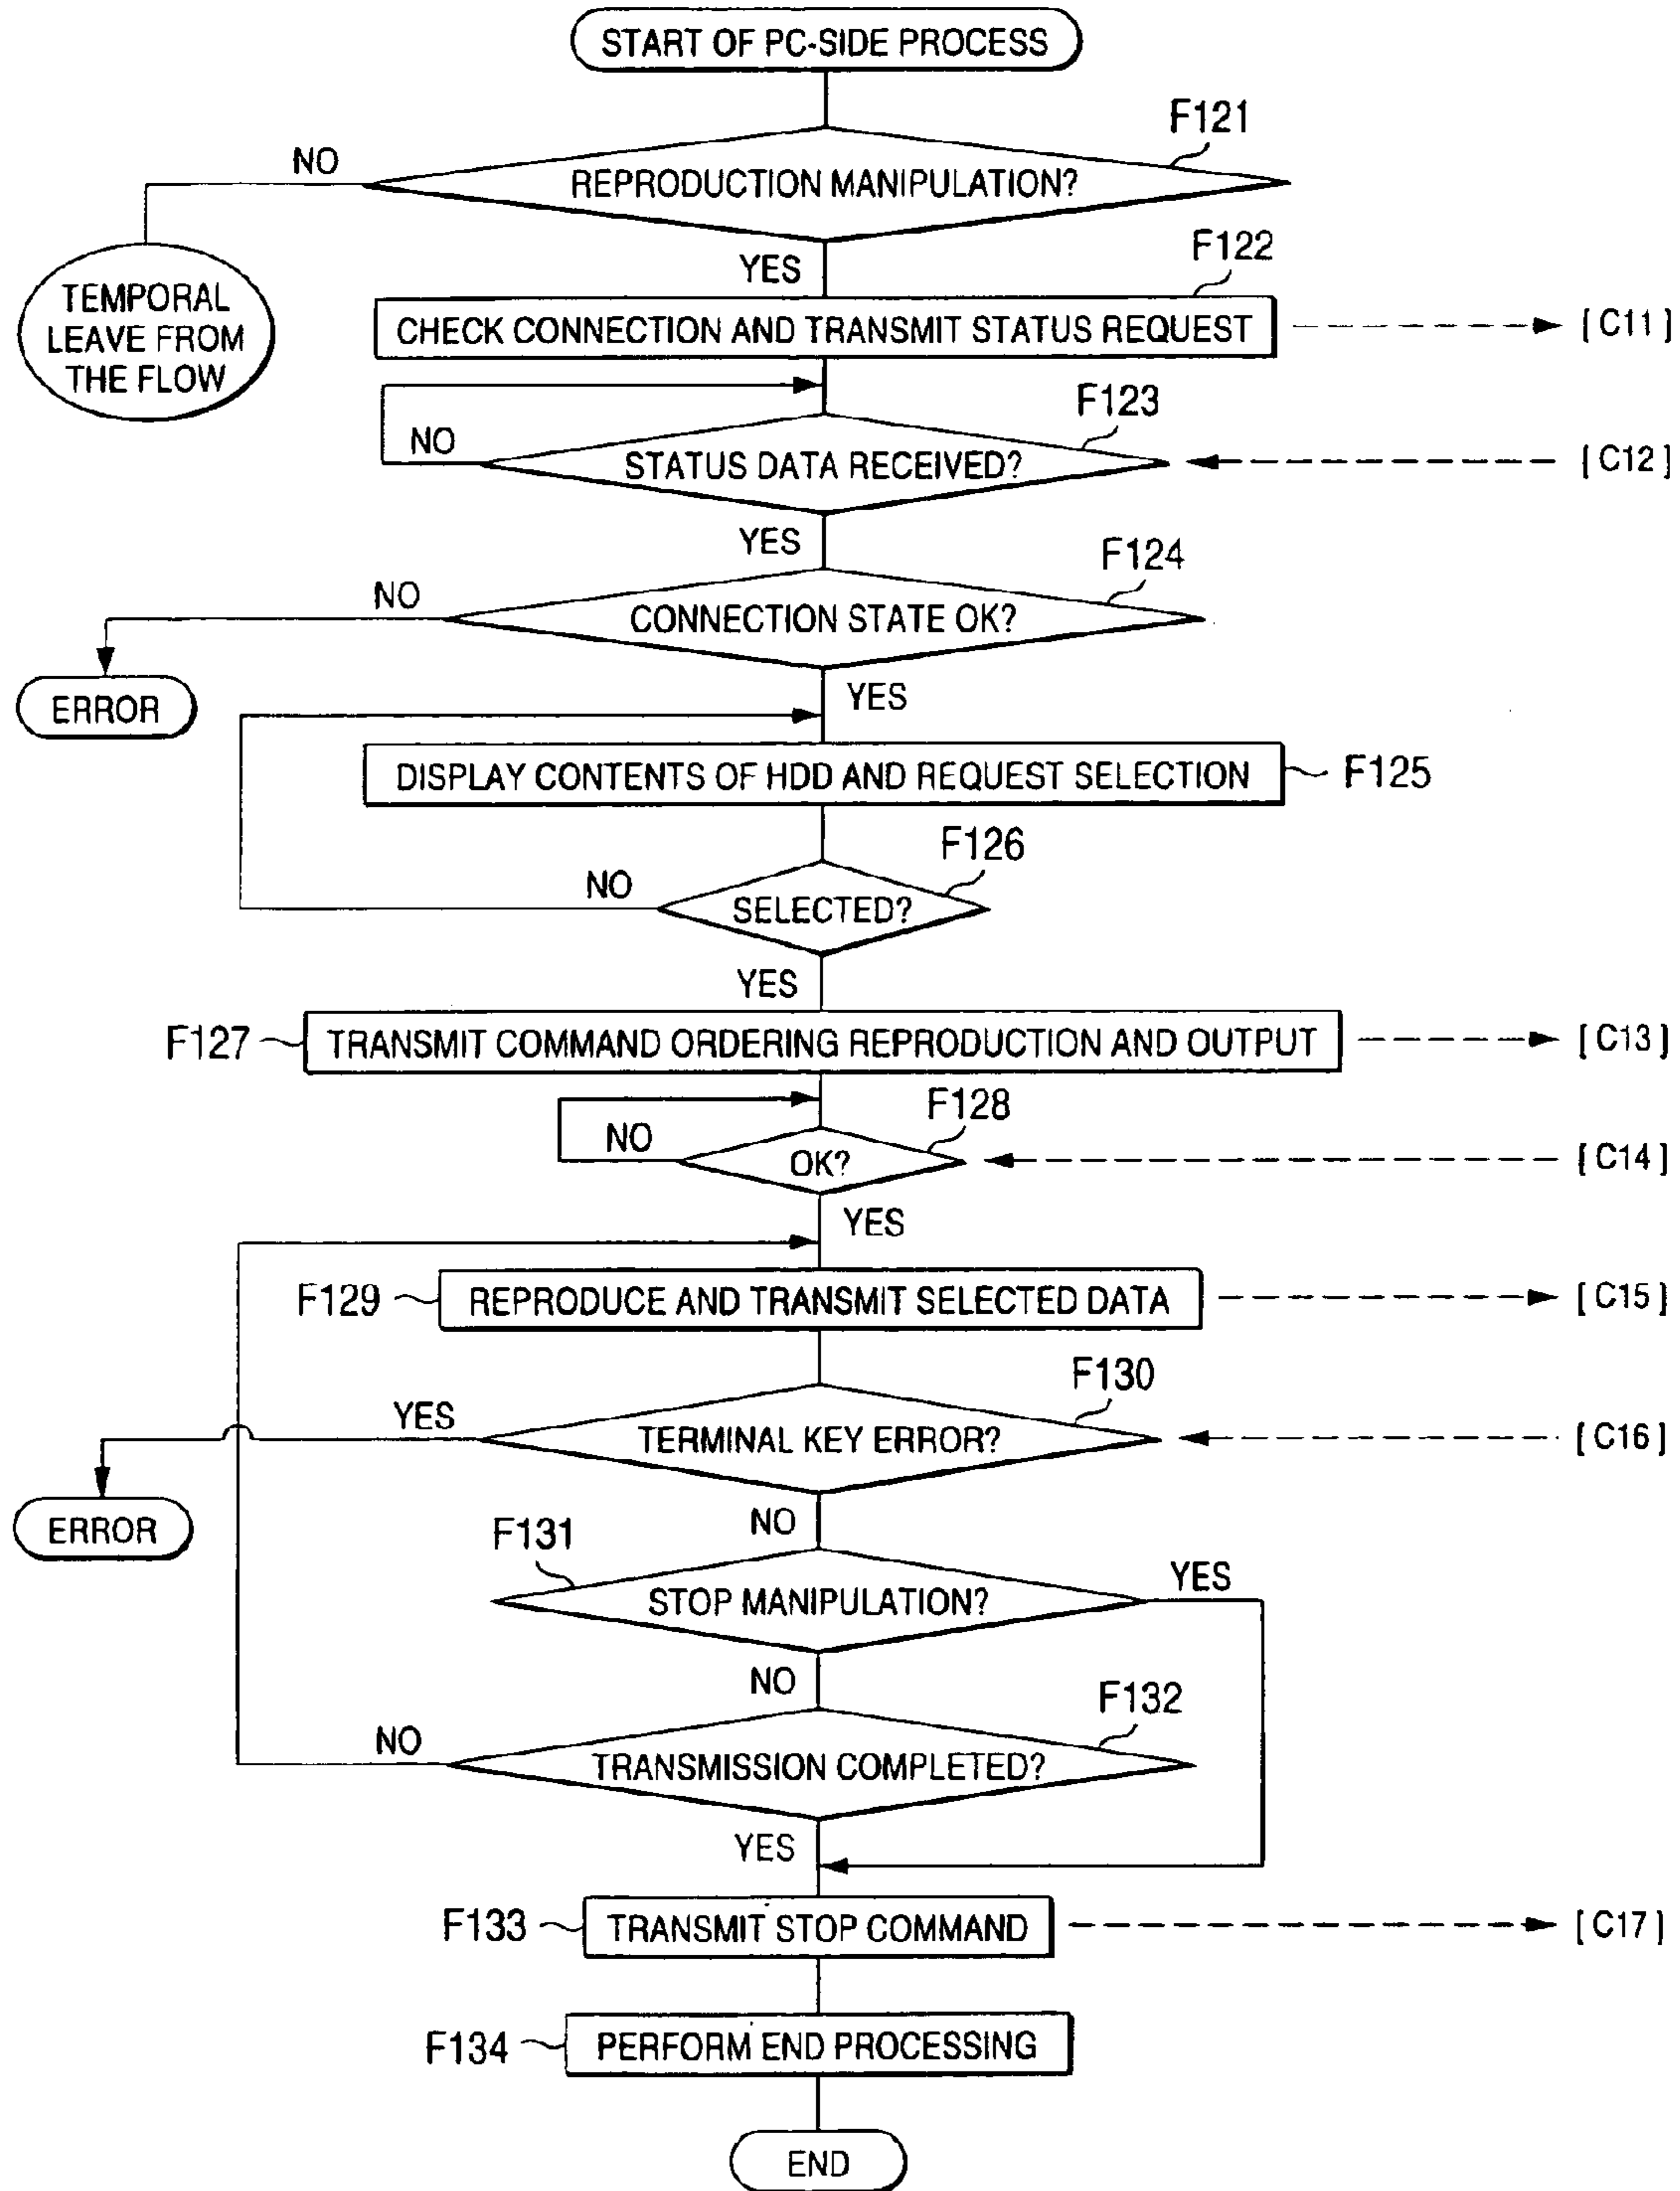 START OF PC-SIDE PROCESS
F121
NO
REPRODUCTION MANIPULATION?
YES
F122
TEMPORAL
LEAVE FROM
THE FLOW
CHECK CONNECTION AND TRANSMIT STATUS REQUEST
[C11]
F123
NO
STATUS DATA RECEIVED?
[C12]
YES
F124
NO
CONNECTION STATE OK?
ERROR
YES
DISPLAY CONTENTS OF HDD AND REQUEST SELECTION
F125
F126
NO
SELECTED?
YES
F127
TRANSMIT COMMAND ORDERING REPRODUCTION AND OUTPUT
[C13]
F128
NO
OK?
[C14]
YES
F129
REPRODUCE AND TRANSMIT SELECTED DATA
[C15]
F130
YES
TERMINAL KEY ERROR?
[C16]
ERROR
NO
F131
STOP MANIPULATION?
YES
NO
F132
NO
TRANSMISSION COMPLETED?
YES
F133
TRANSMIT STOP COMMAND
[C17]
F134
PERFORM END PROCESSING
END